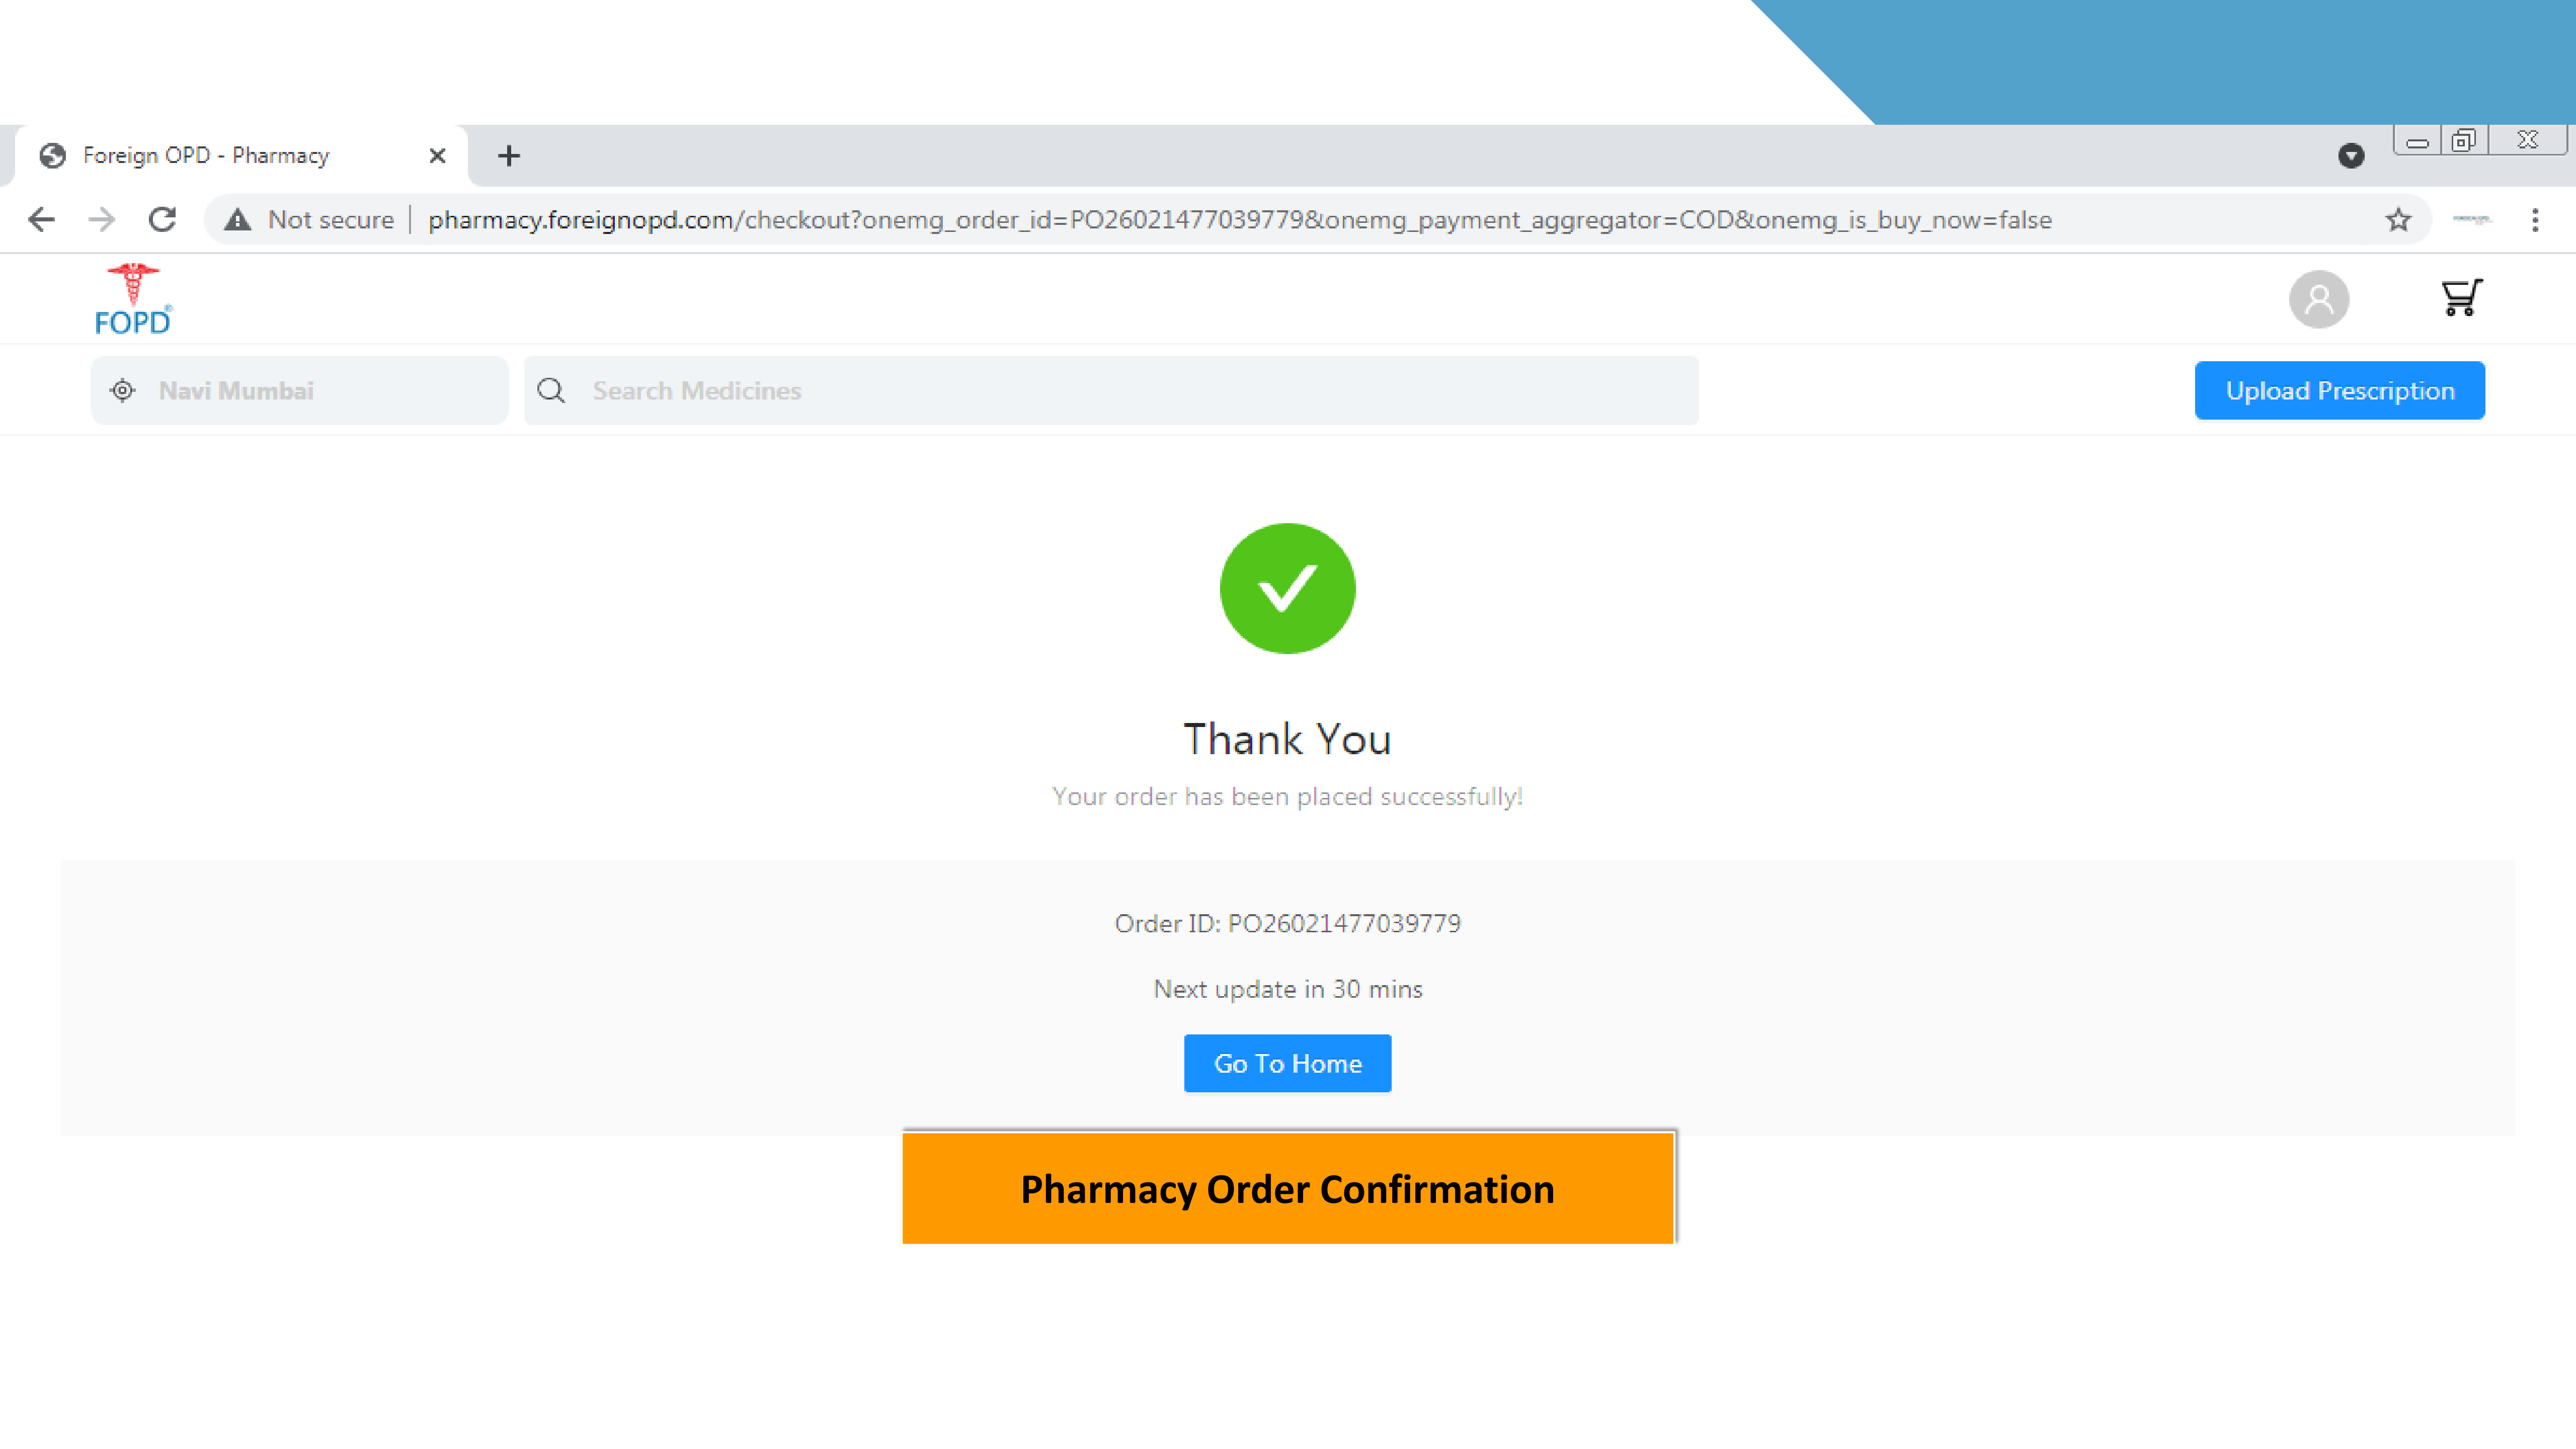 Foreign OPD - Pharmacy
Not secure | pharmacy.foreignopd.com/checkout?onemg_order_id=PO26021477039779&onemg_payment_aggregator=COD&onemg_is_buy_now=false
FOPD®
Navi Mumbai
Search Medicines
Upload Prescription
Thank You
Your order has been placed successfully!
Order ID: PO26021477039779
Next update in 30 mins
Go To Home
Pharmacy Order Confirmation